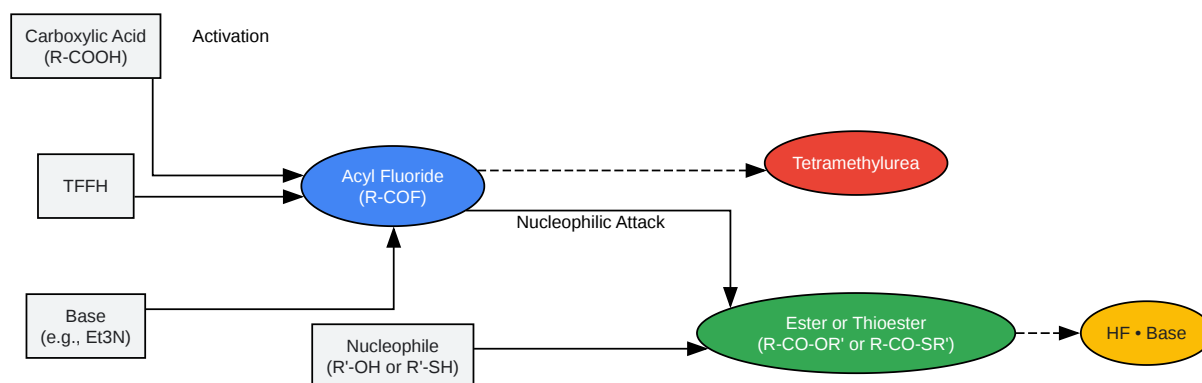 Carboxylic Acid
(R-COOH)
Activation
TFFH
Acyl Fluoride
(R-COF)
Tetramethylurea
Nucleophilic Attack
Base
(e.g., Et3N)
Nucleophile
(R'-OH or R'-SH)
Ester or Thioester
(R-CO-OR' or R-CO-SR')
HF • Base